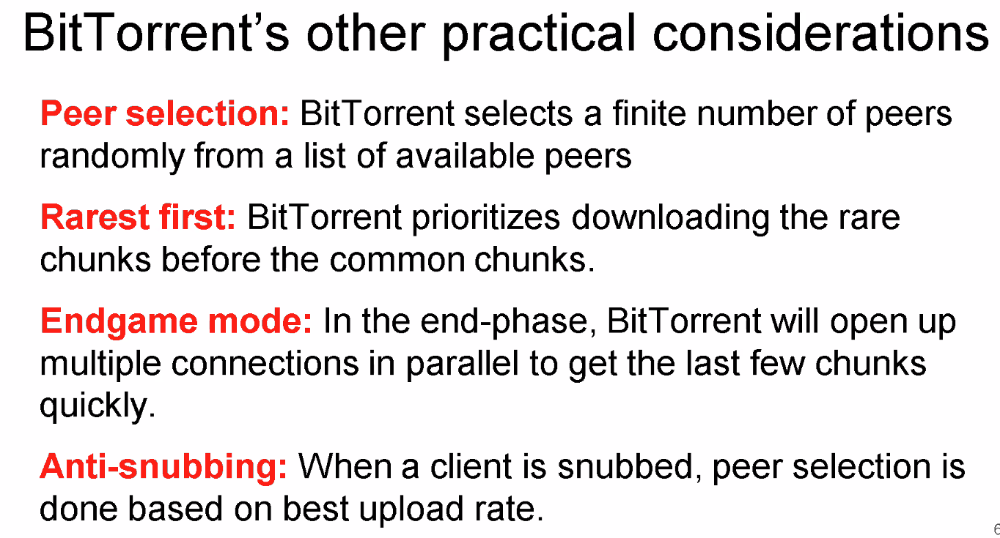 BitTorrent’s other practical considerations
Peer selection: BitTorrent selects a finite number of peers
randomly from a list of available peers
Rarest first: BitTorrent prioritizes downloading the rare
chunks before the common chunks.
Endgame mode: In the end-phase, BitTorrent will open up
multiple connections in parallel to get the last few chunks
quickly.
Anti-snubbing: When a client is snubbed, peer selection is
done based on best upload rate.
6